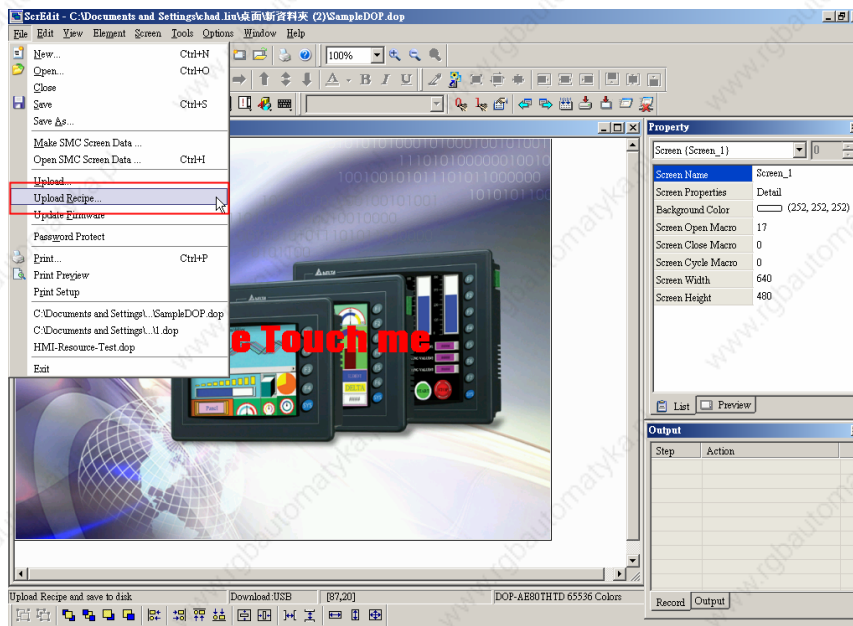 ScrEdit - C:\Documents and Settings\chad.liu\桌面\新資料夾 (2)\SampleDOP.dop
File Edit View Element Screen Tools Options Window Help
New... Ctrl+N
Open... Ctrl+O
Close
Save Ctrl+S
Save As...
Make SMC Screen Data ...
Open SMC Screen Data ... Ctrl+I
Upload...
Upload Recipe...
Update Firmware
Password Protect
Print... Ctrl+P
Print Preview
Print Setup
C:\Documents and Settings\...\SampleDOP.dop
C:\Documents and Settings\...\1.dop
HMI-Resource-Test.dop
Exit
100%
A B I U
e Touch me
DELTA
Property
Screen {Screen_1}
0
Screen Name Screen_1
Screen Properties Detail
Background Color (252, 252, 252)
Screen Open Macro 17
Screen Close Macro 0
Screen Cycle Macro 0
Screen Width 640
Screen Height 480
List Preview
Output
Step Action
Record Output
Upload Recipe and save to disk Download:USB [87,20] DOP-AE80THTD 65536 Colors
www.rgbautomatyka.pl